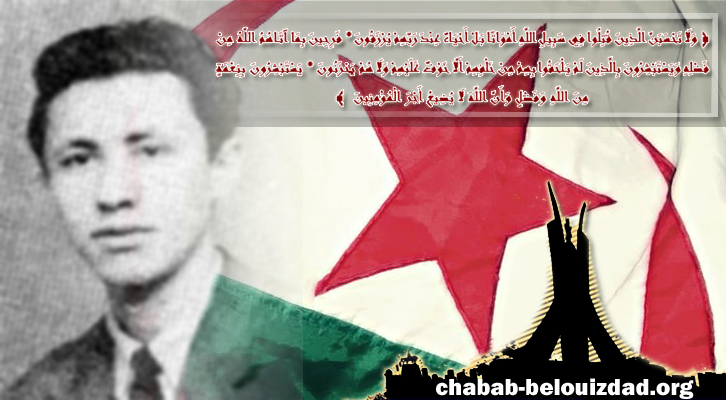 ﴿ وَلَا تَحْسَبَنَّ الَّذِينَ قُتِلُوا فِي سَبِيلِ اللَّهِ أَمْوَاتًا بَلْ أَحْيَاءٌ عِنْدَ رَبِّهِمْ يُرْزَقُونَ * فَرِحِينَ بِمَا آتَاهُمُ اللَّهُ مِنْ
فَضْلِهِ وَيَسْتَبْشِرُونَ بِالَّذِينَ لَمْ يَلْحَقُوا بِهِمْ مِنْ خَلْفِهِمْ أَلَّا خَوْفٌ عَلَيْهِمْ وَلَا هُمْ يَحْزَنُونَ * يَسْتَبْشِرُونَ بِنِعْمَةٍ
مِنَ اللَّهِ وَفَضْلٍ وَأَنَّ اللَّهَ لَا يُضِيعُ أَجْرَ الْمُؤْمِنِينَ ﴾
chabab-belouizdad.org